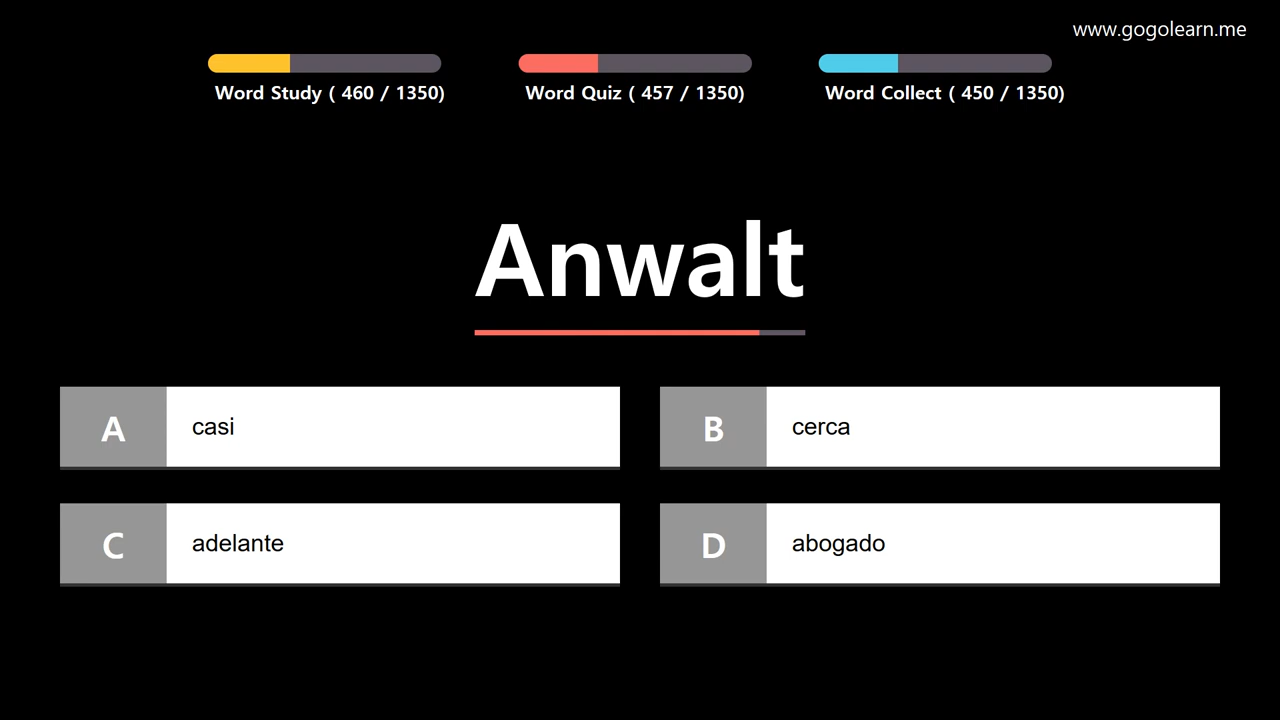 www.gogolearn.me
Word Study ( 460 / 1350)
Word Quiz ( 457 / 1350)
Word Collect ( 450 / 1350)
Anwalt
A casi
B cerca
C adelante
D abogado